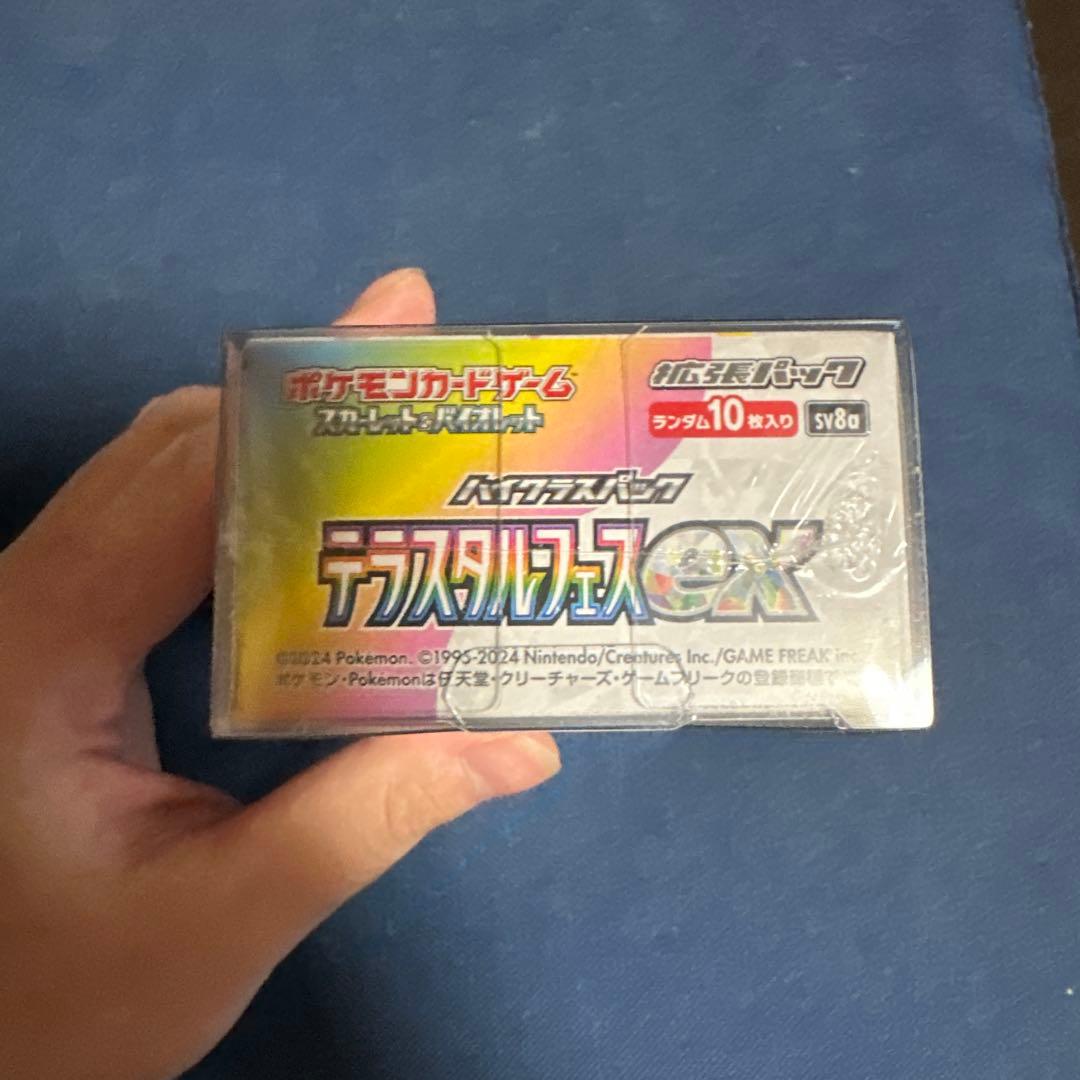 ポケモンカードゲーム
スカーレット&バイオレット
拡張パック
ランダム10枚入り SV8a
ハイクラスパック
テラスタルフェスex
©2024 Pokémon. ©1995-2024 Nintendo/Creatures Inc./GAME FREAK inc.
ポケモン・Pokémonは任天堂・クリーチャーズ・ゲームフリークの登録商標です